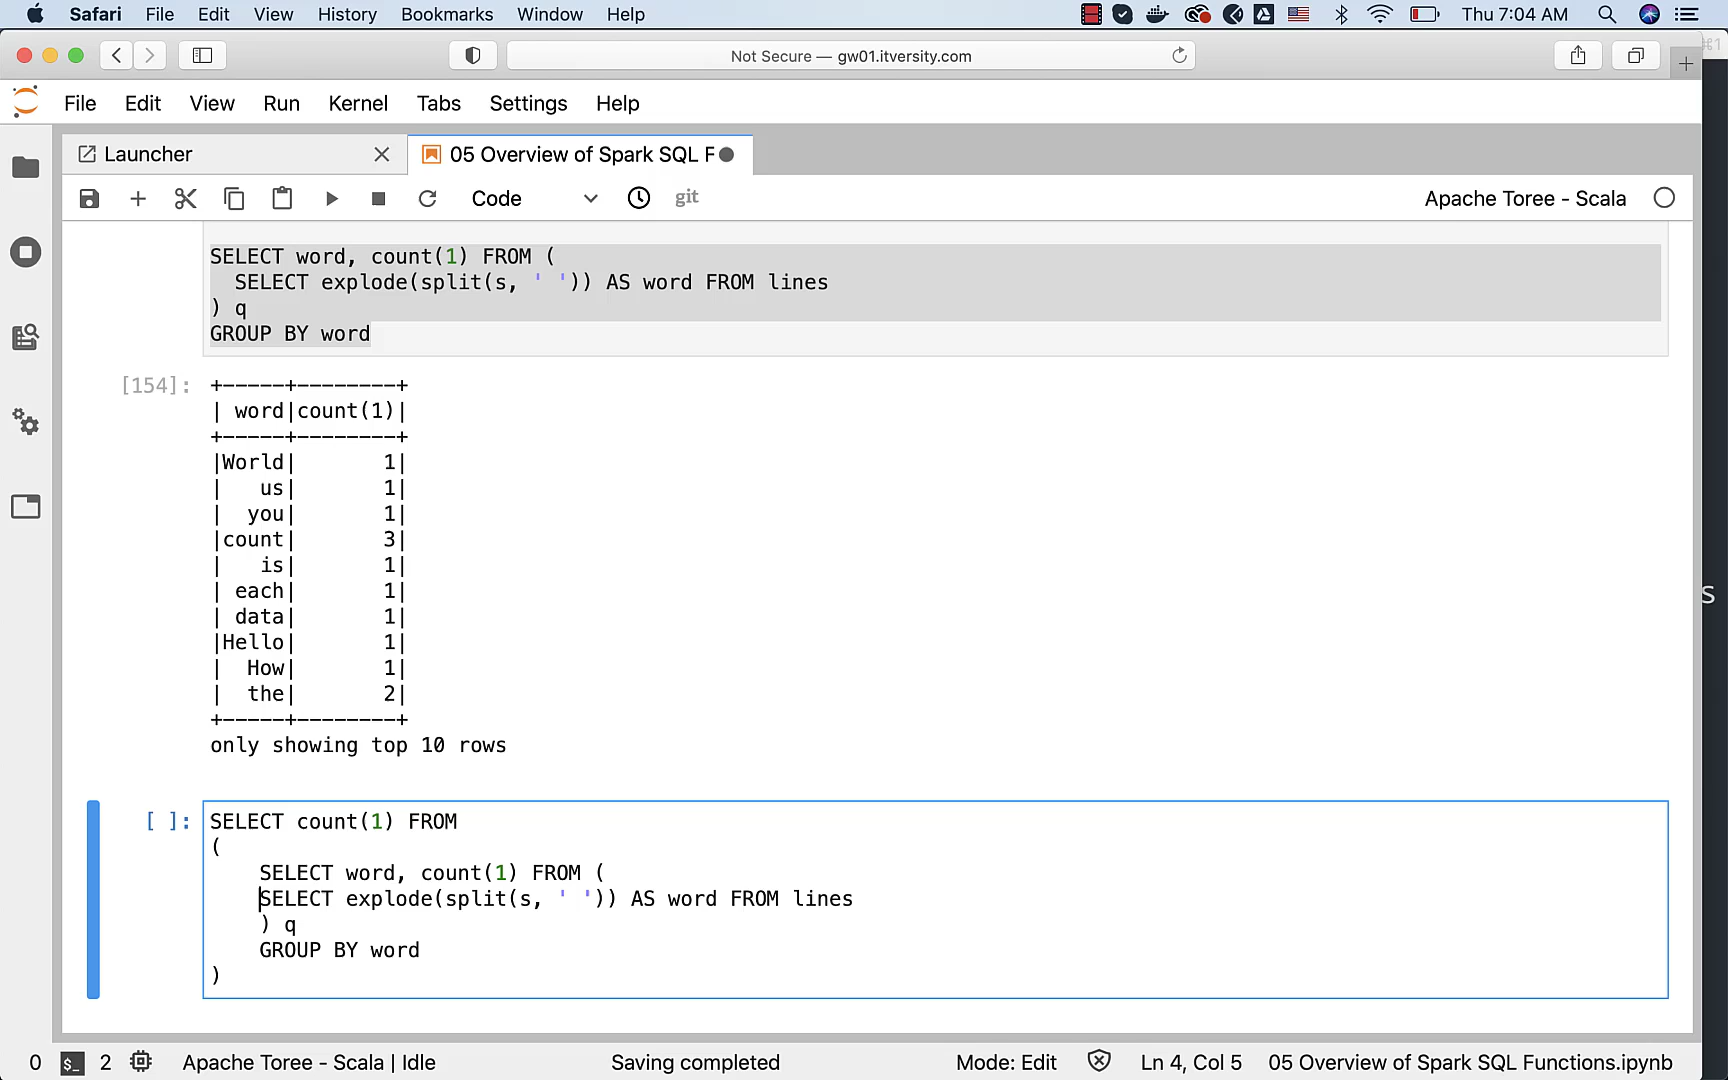 Safari File Edit View History Bookmarks Window Help Thu 7:04 AM
Not Secure — gw01.itversity.com
⌘1
File Edit View Run Kernel Tabs Settings Help
Launcher
05 Overview of Spark SQL F
Code git Apache Toree - Scala
SELECT word, count(1) FROM (
  SELECT explode(split(s, ' ')) AS word FROM lines
) q
GROUP BY word
[154]: +-----+--------+
| word|count(1)|
+-----+--------+
|World|       1|
|   us|       1|
|  you|       1|
|count|       3|
|   is|       1|
| each|       1|
| data|       1|
|Hello|       1|
|  How|       1|
|  the|       2|
+-----+--------+
only showing top 10 rows
s
[ ]: SELECT count(1) FROM
(
    SELECT word, count(1) FROM (
    SELECT explode(split(s, ' ')) AS word FROM lines
    ) q
    GROUP BY word
)
0 $_ 2 Apache Toree - Scala | Idle Saving completed Mode: Edit Ln 4, Col 5 05 Overview of Spark SQL Functions.ipynb